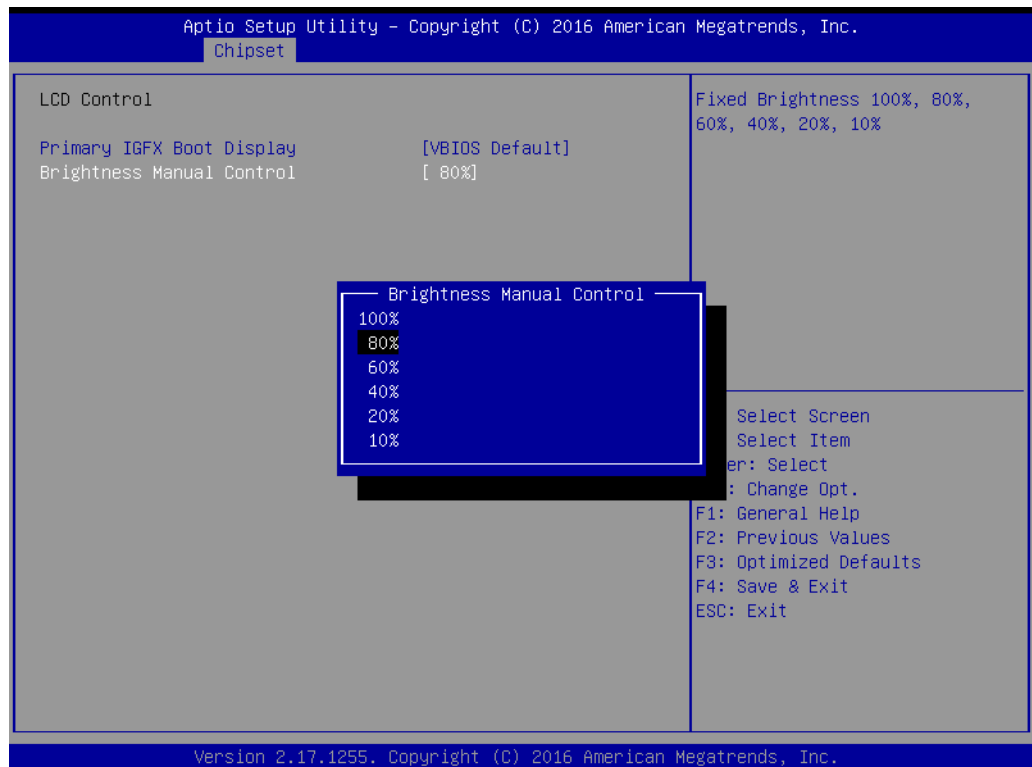 Aptio Setup Utility – Copyright (C) 2016 American Megatrends, Inc.
Chipset
LCD Control
Primary IGFX Boot Display [VBIOS Default]
Brightness Manual Control [ 80%]
Fixed Brightness 100%, 80%,
60%, 40%, 20%, 10%
Brightness Manual Control
100%
80%
60%
40%
20%
10%
Select Screen
Select Item
er: Select
: Change Opt.
F1: General Help
F2: Previous Values
F3: Optimized Defaults
F4: Save & Exit
ESC: Exit
Version 2.17.1255. Copyright (C) 2016 American Megatrends, Inc.